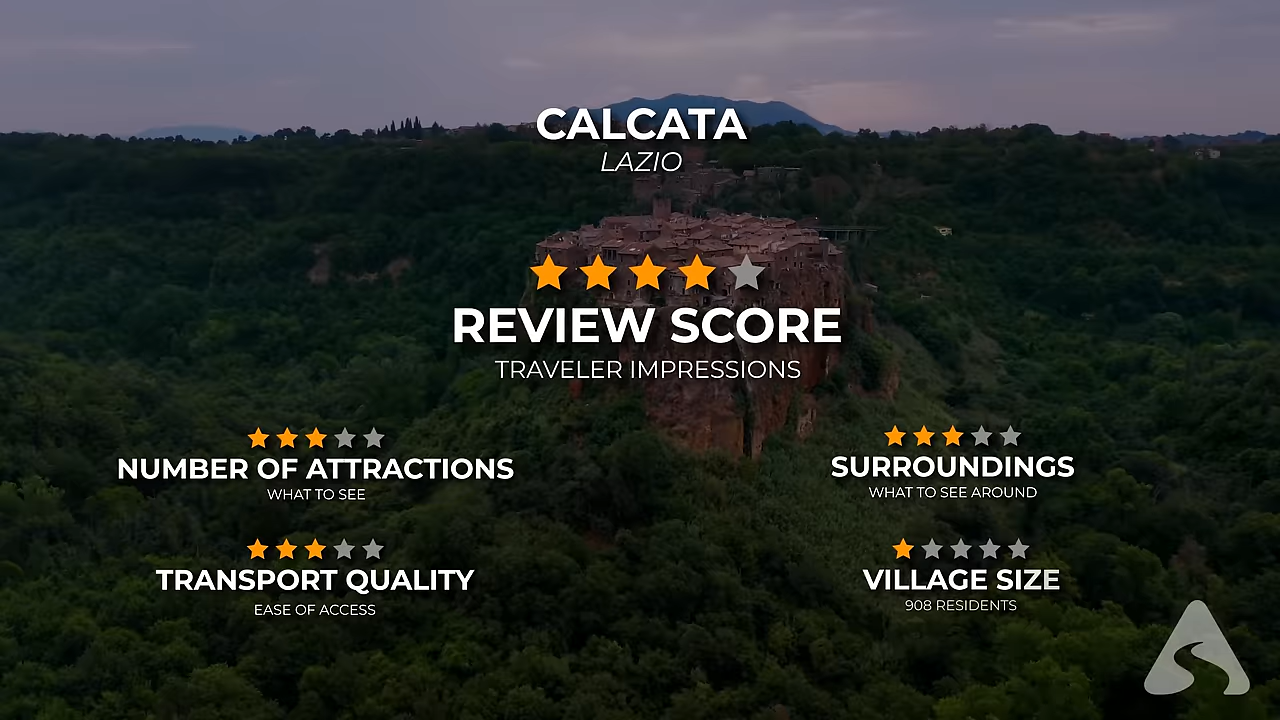 CALCATA
LAZIO
REVIEW SCORE
TRAVELER IMPRESSIONS
NUMBER OF ATTRACTIONS
WHAT TO SEE
SURROUNDINGS
WHAT TO SEE AROUND
TRANSPORT QUALITY
EASE OF ACCESS
VILLAGE SIZE
908 RESIDENTS